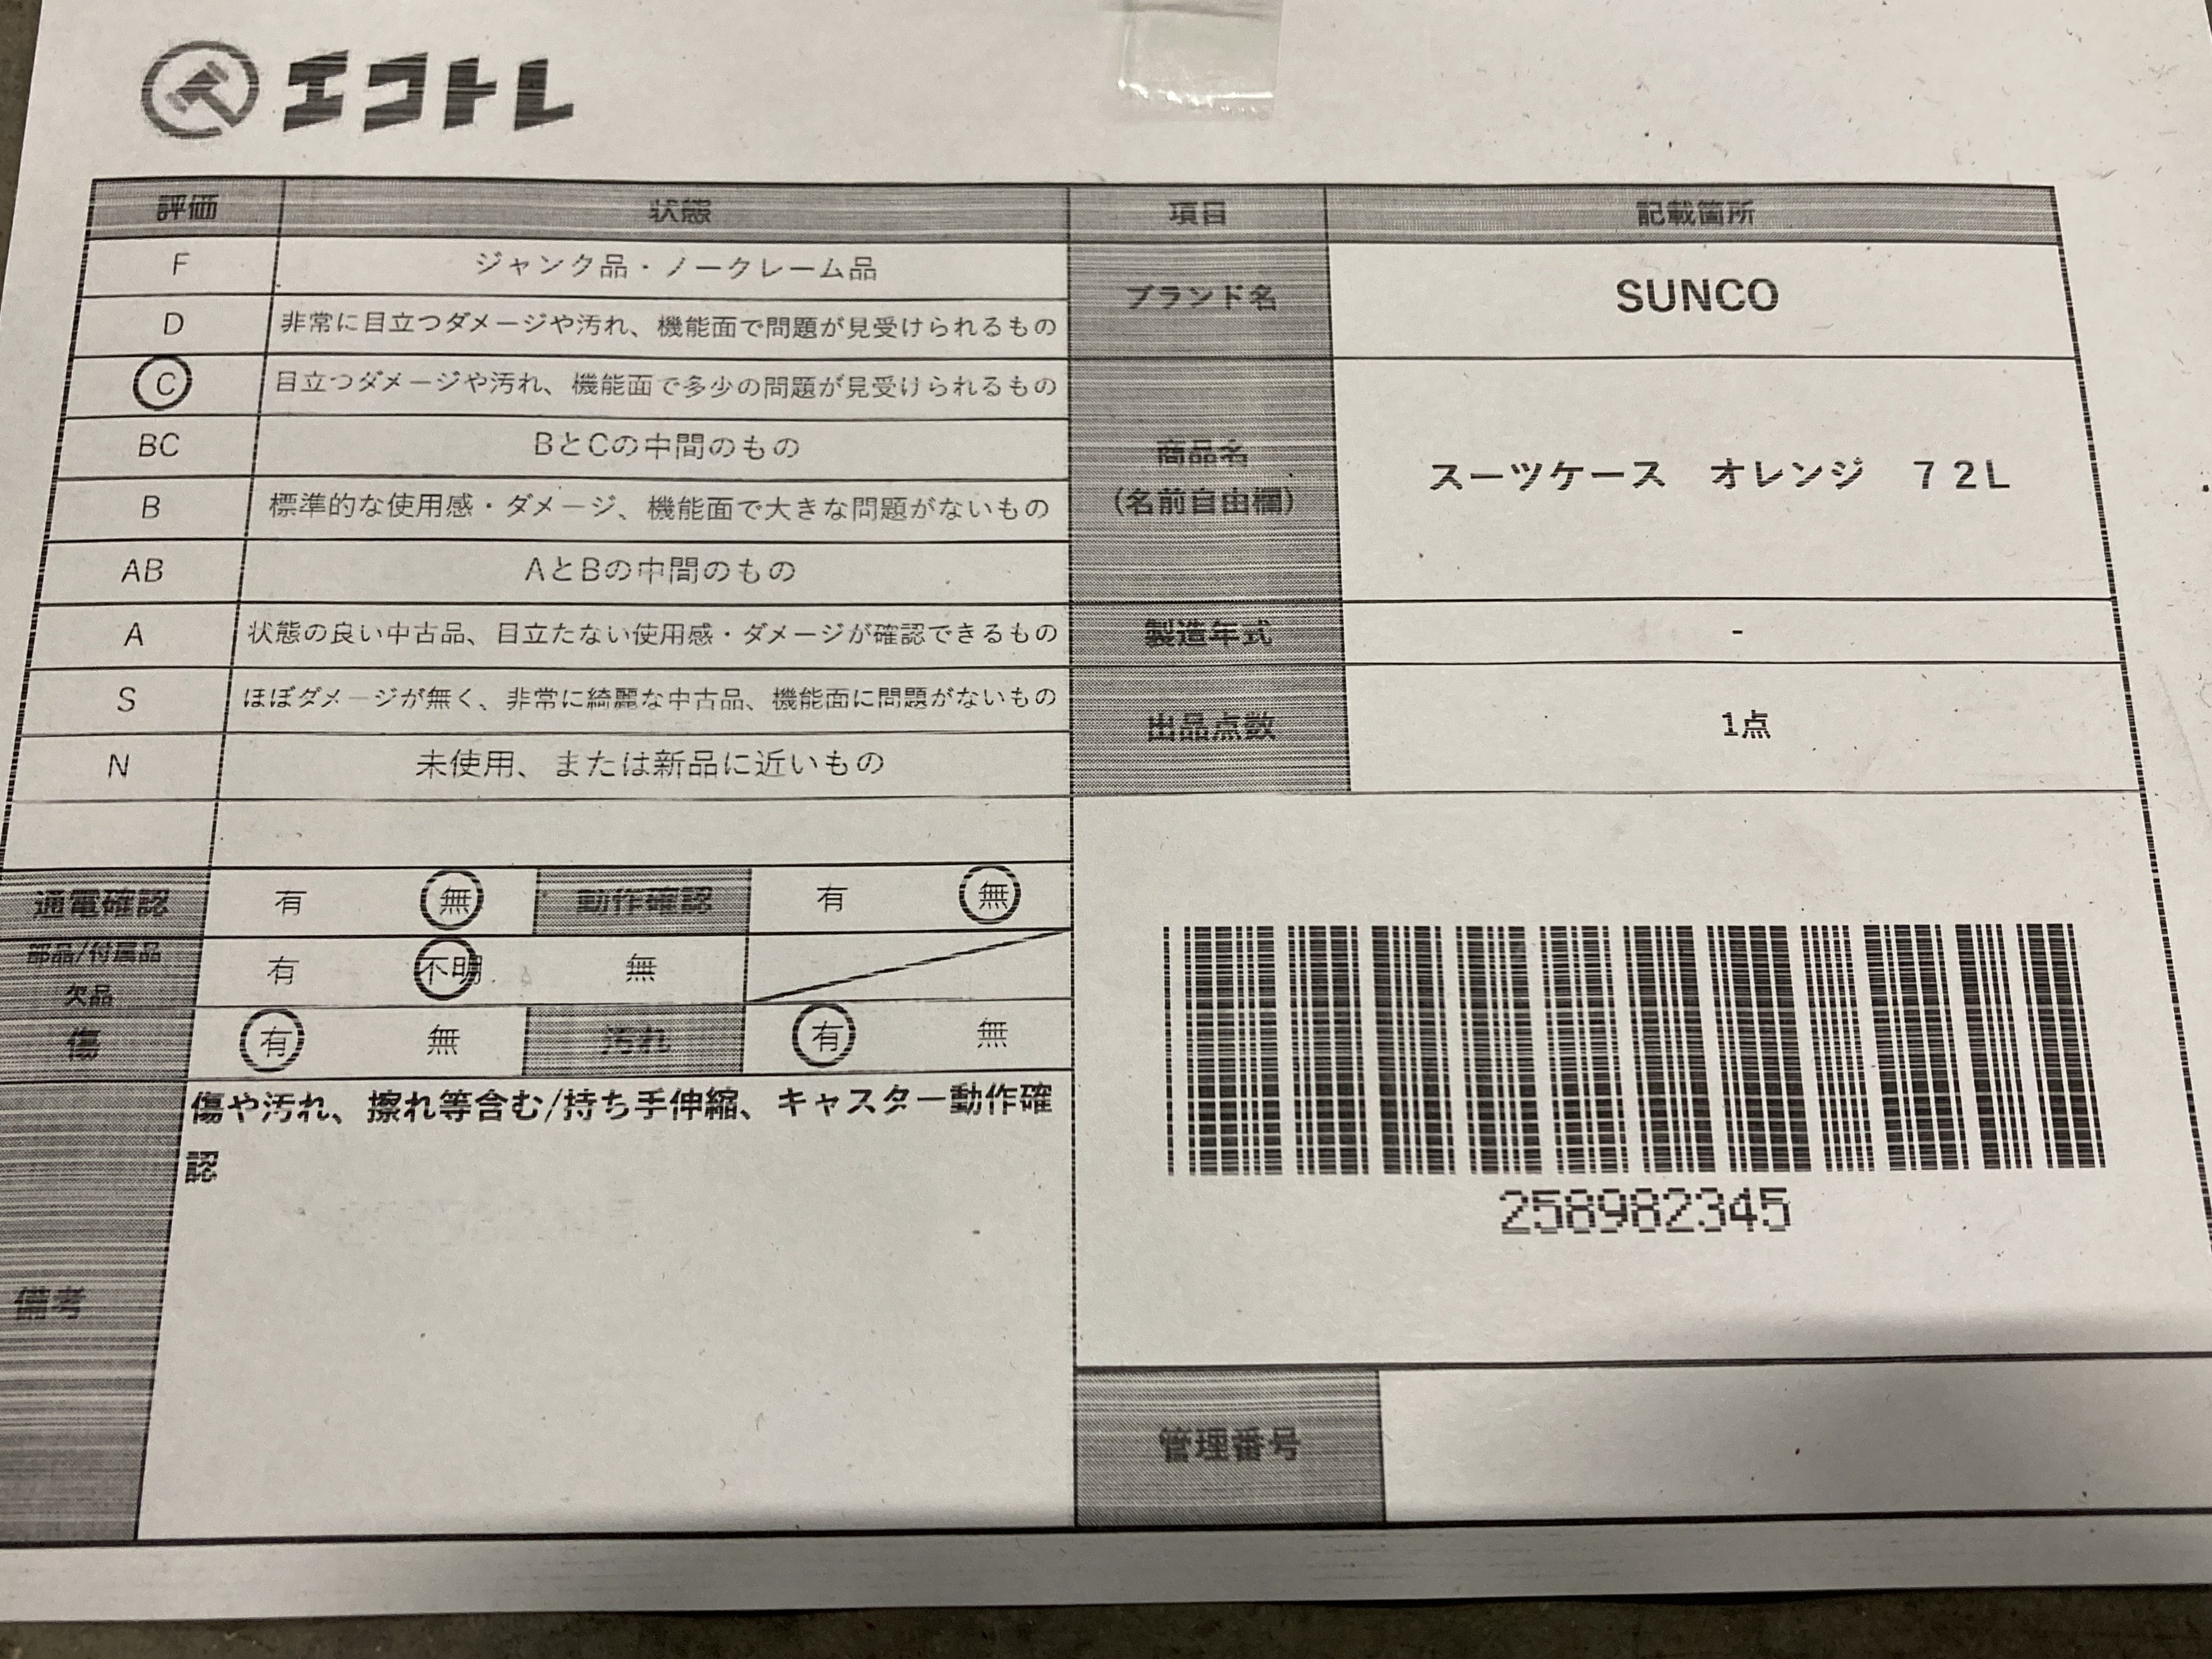 エコトレ
評価 状態
F ジャンク品・ノークレーム品
D 非常に目立つダメージや汚れ、機能面で問題が見受けられるもの
C 目立つダメージや汚れ、機能面で多少の問題が見受けられるもの
BC BとCの中間のもの
B 標準的な使用感・ダメージ、機能面で大きな問題がないもの
AB AとBの中間のもの
A 状態の良い中古品、目立たない使用感・ダメージが確認できるもの
S ほぼダメージが無く、非常に綺麗な中古品、機能面に問題がないもの
N 未使用、または新品に近いもの
通電確認 有 無 動作確認 有 無
部品/付属品
欠品 有 不明 無
傷 有 無 汚れ 有 無
備考 傷や汚れ、擦れ等含む/持ち手伸縮、キャスター動作確
認
項目 記載箇所
ブランド名 SUNCO
商品名
(名前自由欄) スーツケース オレンジ 72L
製造年式 -
出品点数 1点
258982345
管理番号